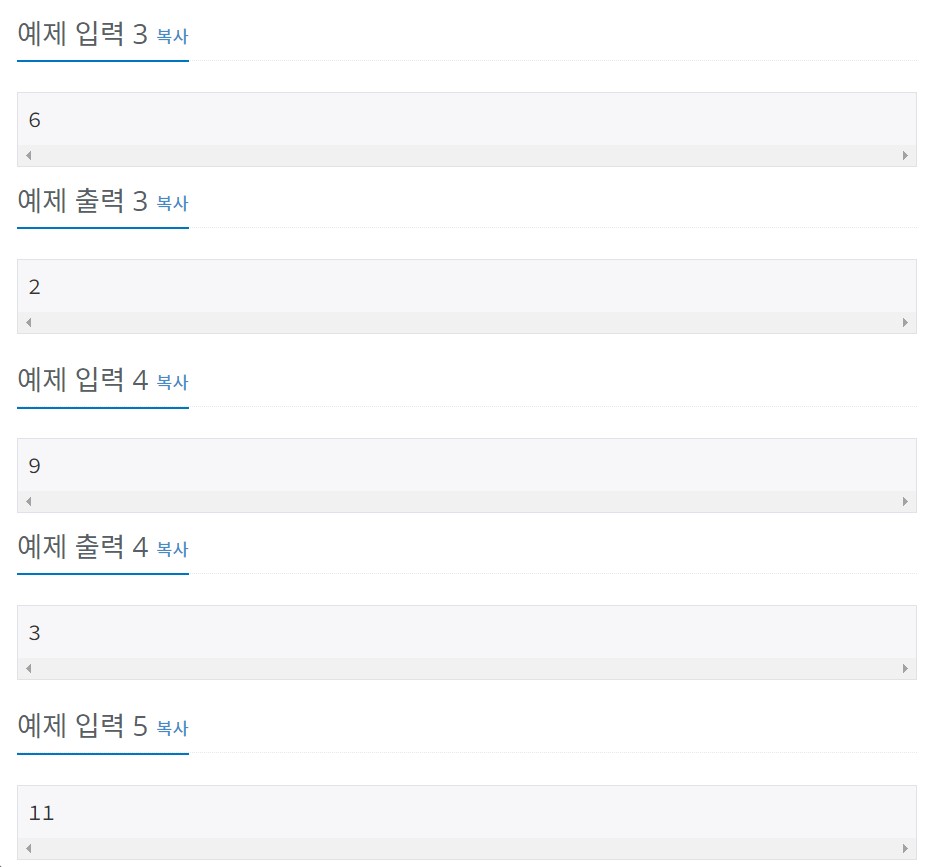 예제 입력 3 복사
6
예제 출력 3 복사
2
예제 입력 4 복사
9
예제 출력 4 복사
3
예제 입력 5 복사
11